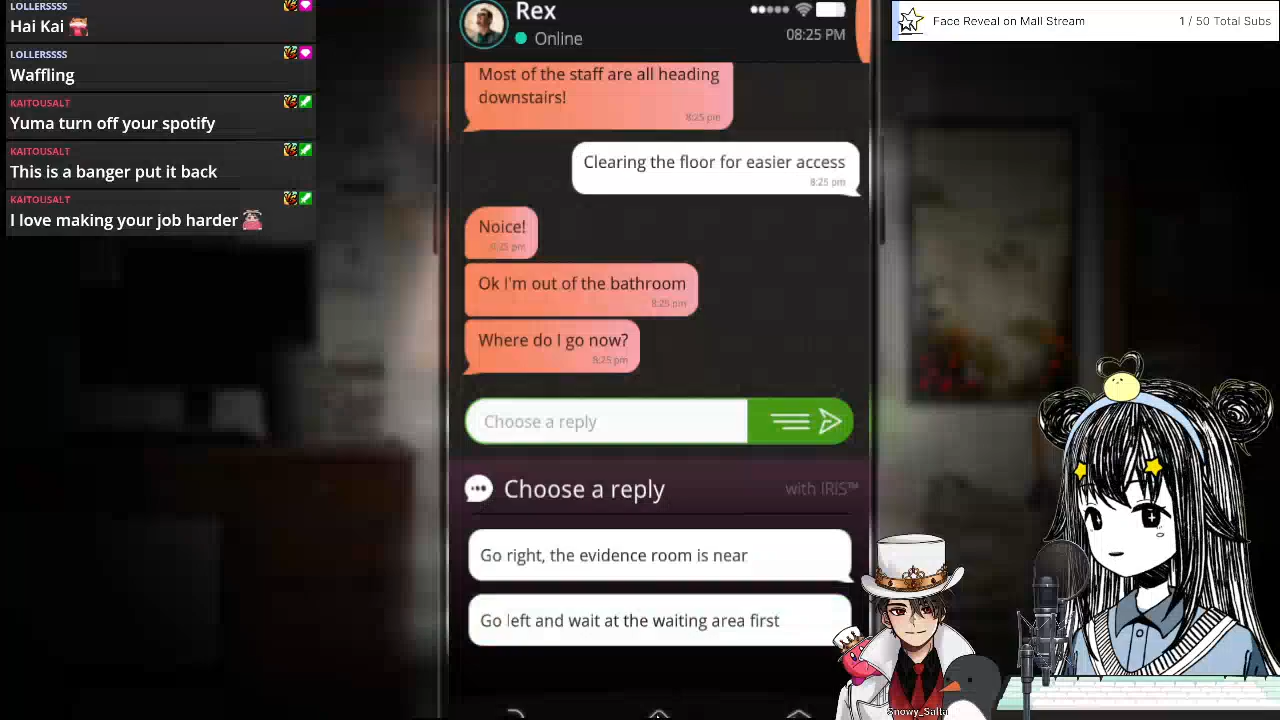 LOLLERSSSS
Hai Kai
LOLLERSSSS
Waffling
KAITOUSALT
Yuma turn off your spotify
KAITOUSALT
This is a banger put it back
KAITOUSALT
I love making your job harder
Rex
Online
08:25 PM
Most of the staff are all heading
downstairs!
8:25 pm
Clearing the floor for easier access
8:25 pm
Noice!
8:25 pm
Ok I'm out of the bathroom
8:25 pm
Where do I go now?
8:25 pm
Choose a reply
Choose a reply
with IRIS™
Go right, the evidence room is near
Go left and wait at the waiting area first
Face Reveal on Mall Stream
1 / 50 Total Subs
Snowy_Salta